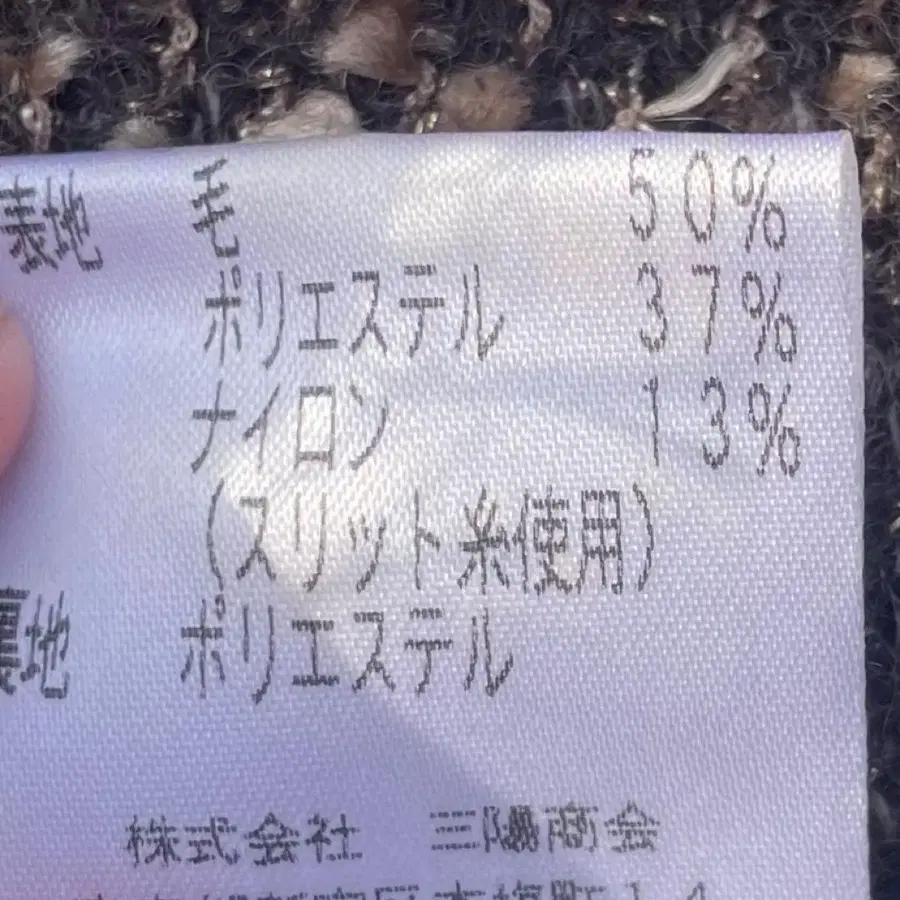 表地 毛 50%
ポリエステル 37%
ナイロン 13%
(スリット糸使用)
裏地 ポリエステル
株式会社 三陽商会